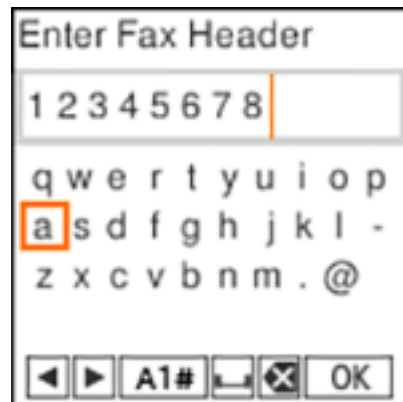 Enter Fax Header
12345678
q w e r t y u i o p
a s d f g h j k l -
z x c v b n m . @
A1# OK